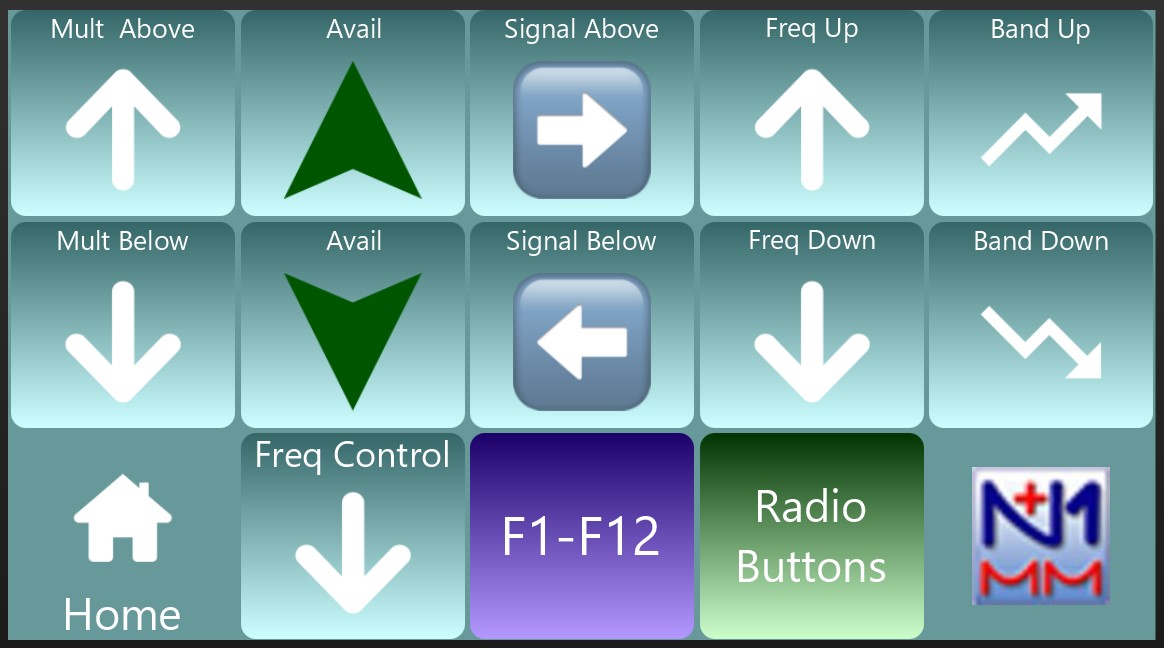 Mult  Above
Avail
Signal Above
Freq Up
Band Up
Mult Below
Avail
Signal Below
Freq Down
Band Down
Home
Freq Control
F1-F12
Radio
Buttons
N+1
MM